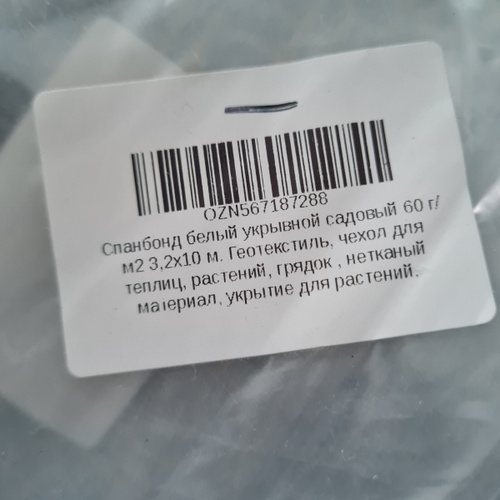 OZN567187288
Спанбонд белый укрывной садовый 60 г/
м2 3,2х10 м. Геотекстиль, чехол для
теплиц, растений, грядок , нетканый
материал, укрытие для растений.